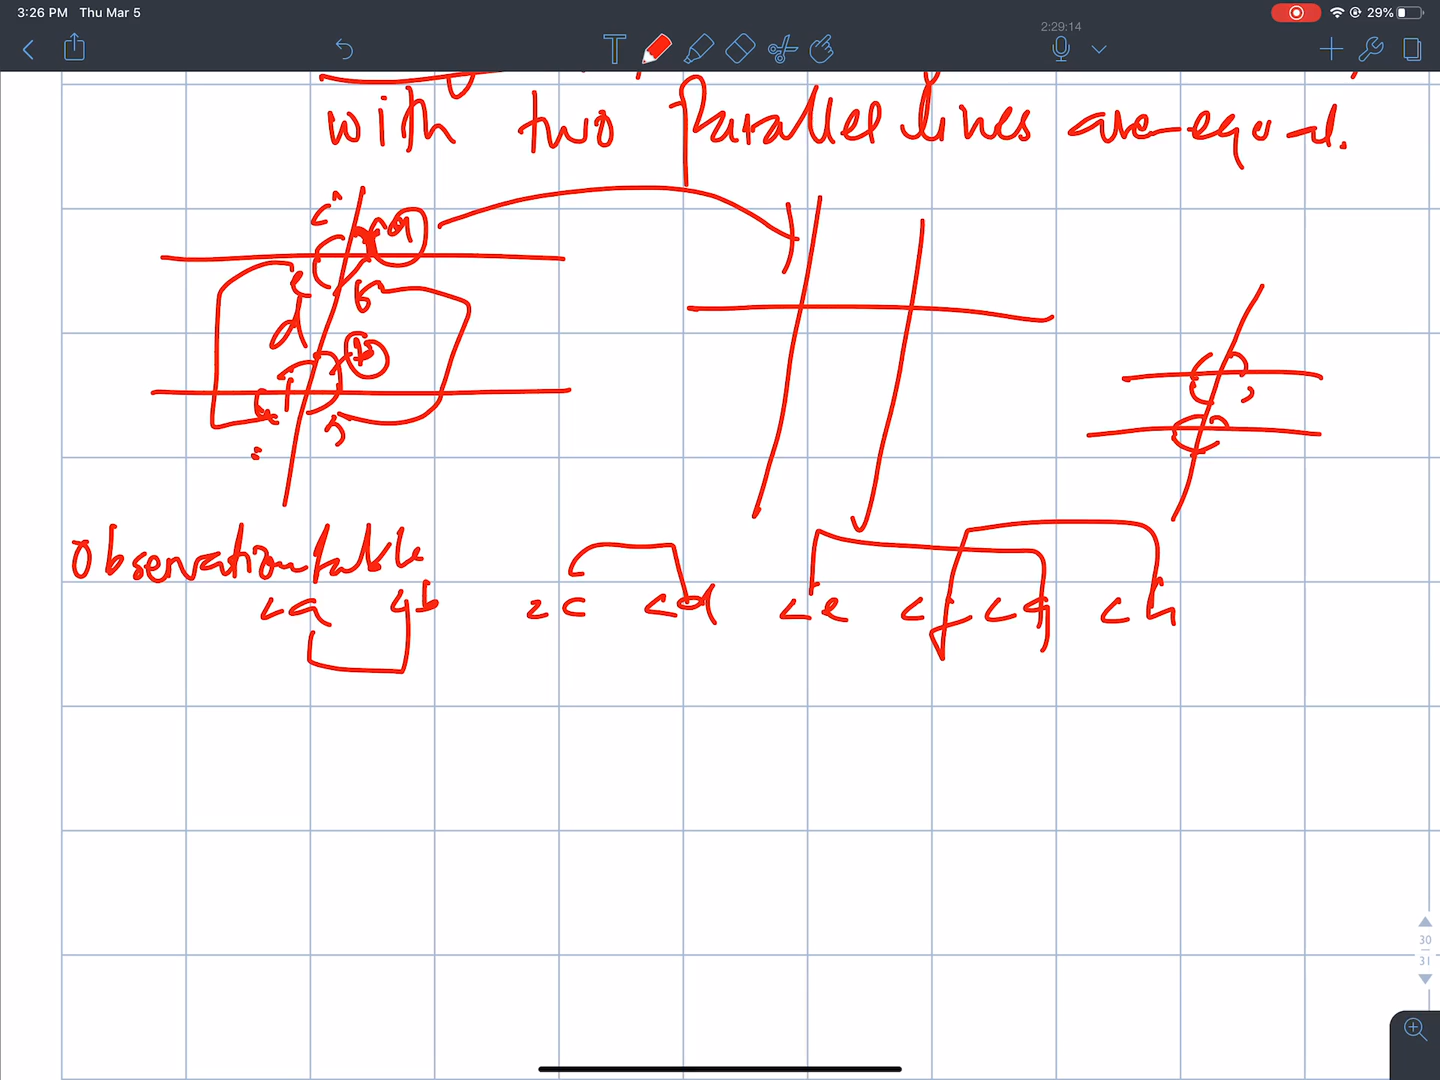 3:26 PM Thu Mar 5
29%
2:29:14
T
with two parallel lines are equal.
c
a
e
d
b
Observation table
∠a ∠b ∠c ∠d ∠e ∠f ∠g ∠h
30
31